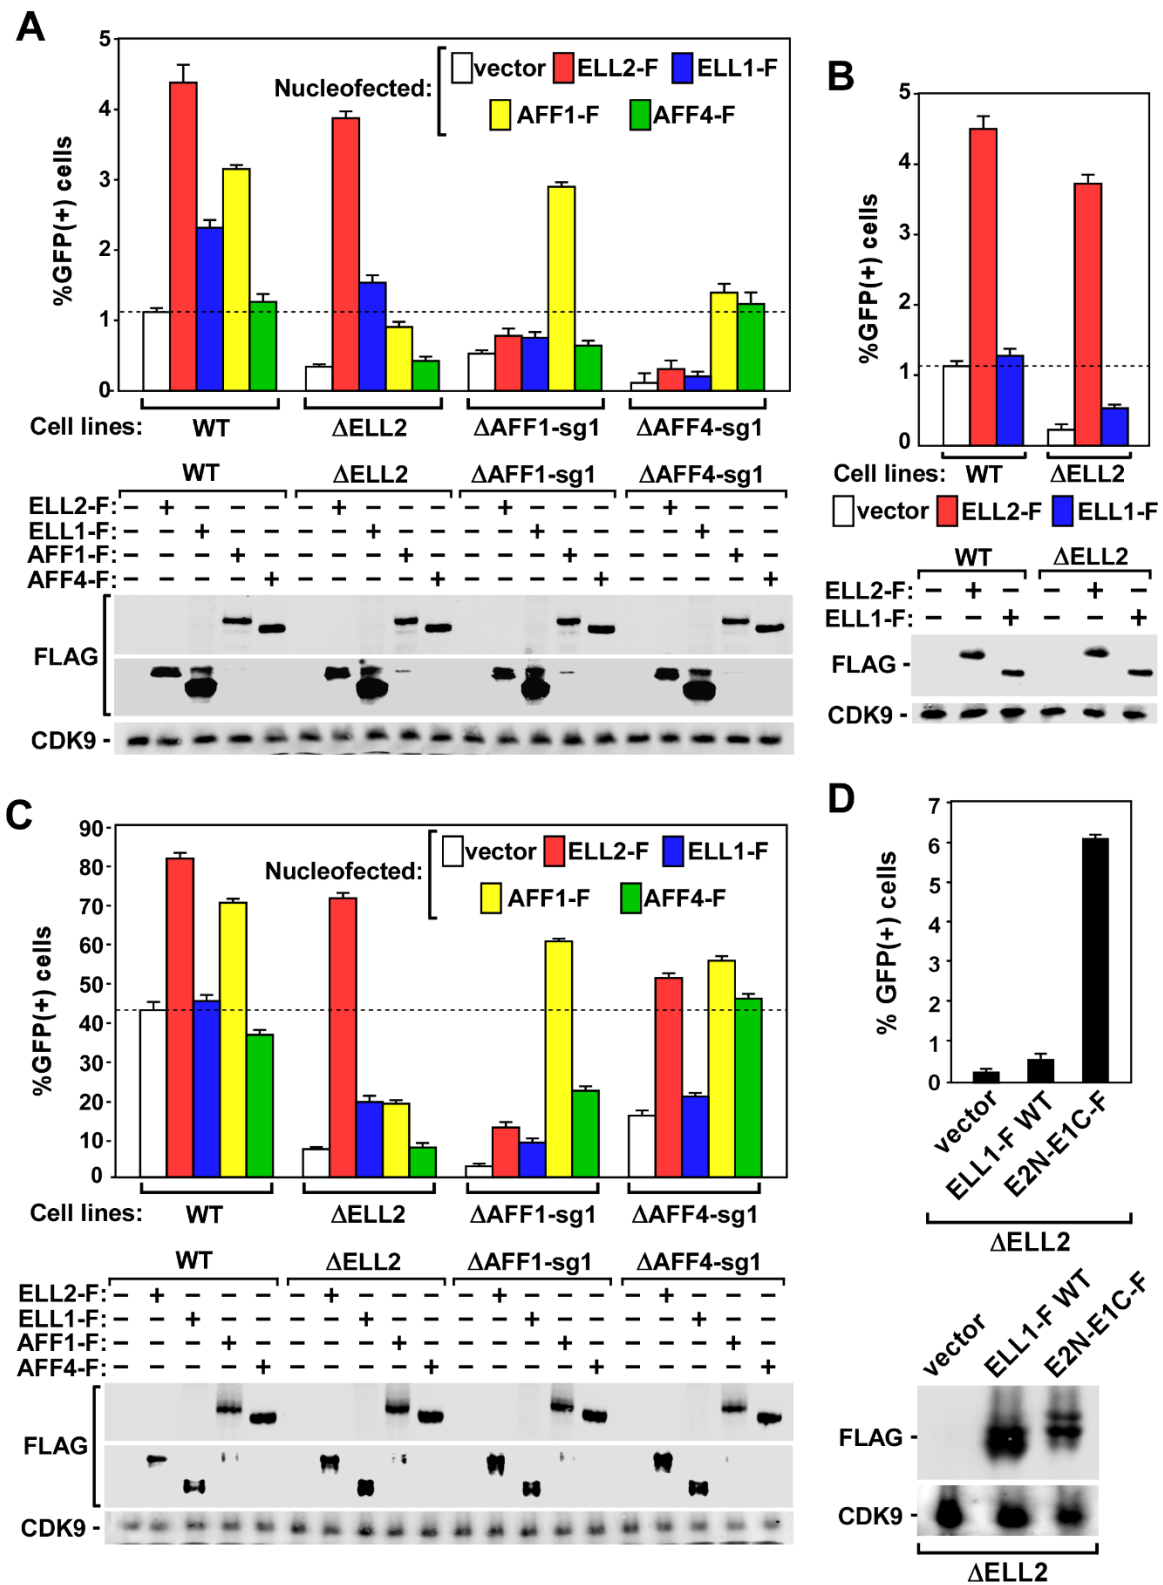 A
5
4
3
2
1
0
%GFP(+) cells
Nucleofected:
vector ELL2-F ELL1-F
AFF1-F AFF4-F
Cell lines: WT ΔELL2 ΔAFF1-sg1 ΔAFF4-sg1
WT ΔELL2 ΔAFF1-sg1 ΔAFF4-sg1
ELL2-F: – + – – – – + – – – – + – – – – + – – –
ELL1-F: – – + – – – – + – – – – + – – – – + – –
AFF1-F: – – – + – – – – + – – – – + – – – – + –
AFF4-F: – – – – + – – – – + – – – – + – – – – +
FLAG
CDK9 -
B
5
4
3
2
1
0
%GFP(+) cells
Cell lines: WT ΔELL2
vector ELL2-F ELL1-F
WT ΔELL2
ELL2-F: – + – – + –
ELL1-F: – – + – – +
FLAG -
CDK9 -
C
90
80
70
60
50
40
30
20
10
0
%GFP(+) cells
Nucleofected:
vector ELL2-F ELL1-F
AFF1-F AFF4-F
Cell lines: WT ΔELL2 ΔAFF1-sg1 ΔAFF4-sg1
WT ΔELL2 ΔAFF1-sg1 ΔAFF4-sg1
ELL2-F: – + – – – – + – – – – + – – – – + – – –
ELL1-F: – – + – – – – + – – – – + – – – – + – –
AFF1-F: – – – + – – – – + – – – – + – – – – + –
AFF4-F: – – – – + – – – – + – – – – + – – – – +
FLAG
CDK9 -
D
7
6
5
4
3
2
1
0
% GFP(+) cells
vector
ELL1-F WT
E2N-E1C-F
ΔELL2
vector
ELL1-F WT
E2N-E1C-F
FLAG -
CDK9 -
ΔELL2